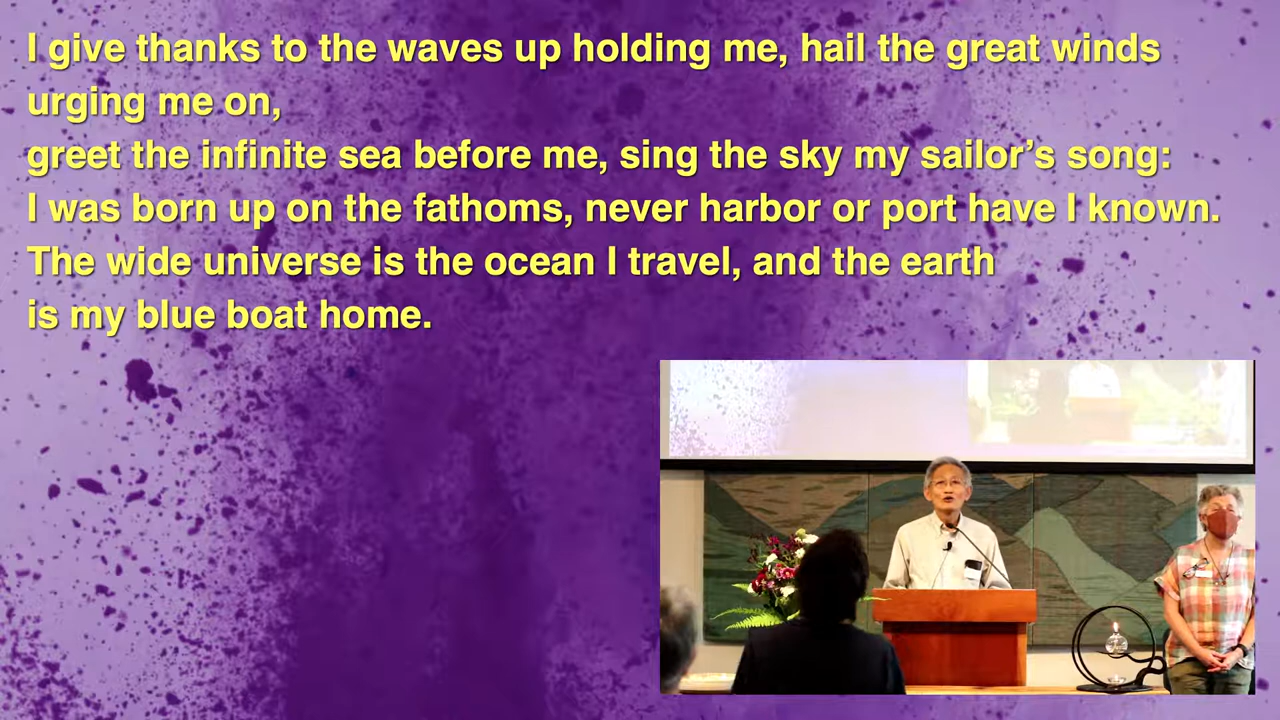 I give thanks to the waves up holding me, hail the great winds
urging me on,
greet the infinite sea before me, sing the sky my sailor’s song:
I was born up on the fathoms, never harbor or port have I known.
The wide universe is the ocean I travel, and the earth
is my blue boat home.